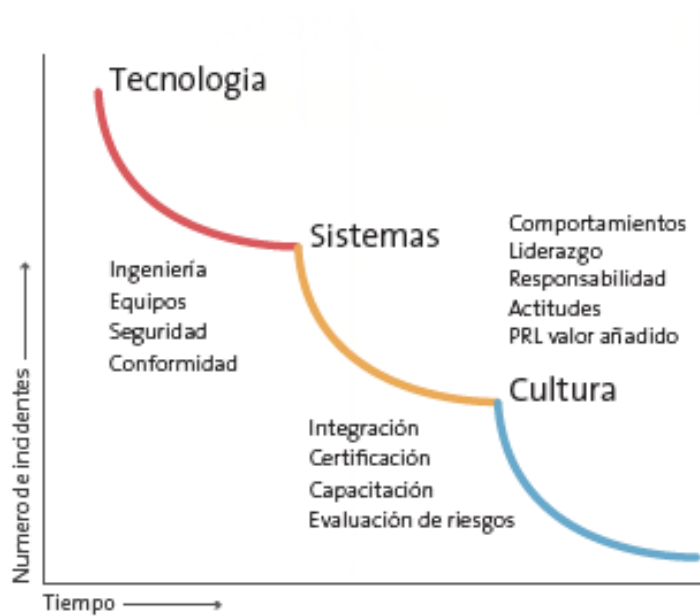 Tecnologia
Sistemas
Comportamientos
Liderazgo
Responsabilidad
Actitudes
PRL valor añadido
Ingeniería
Equipos
Seguridad
Conformidad
Cultura
Integración
Certificación
Capacitación
Evaluación de riesgos
Numero de incidentes
Tiempo